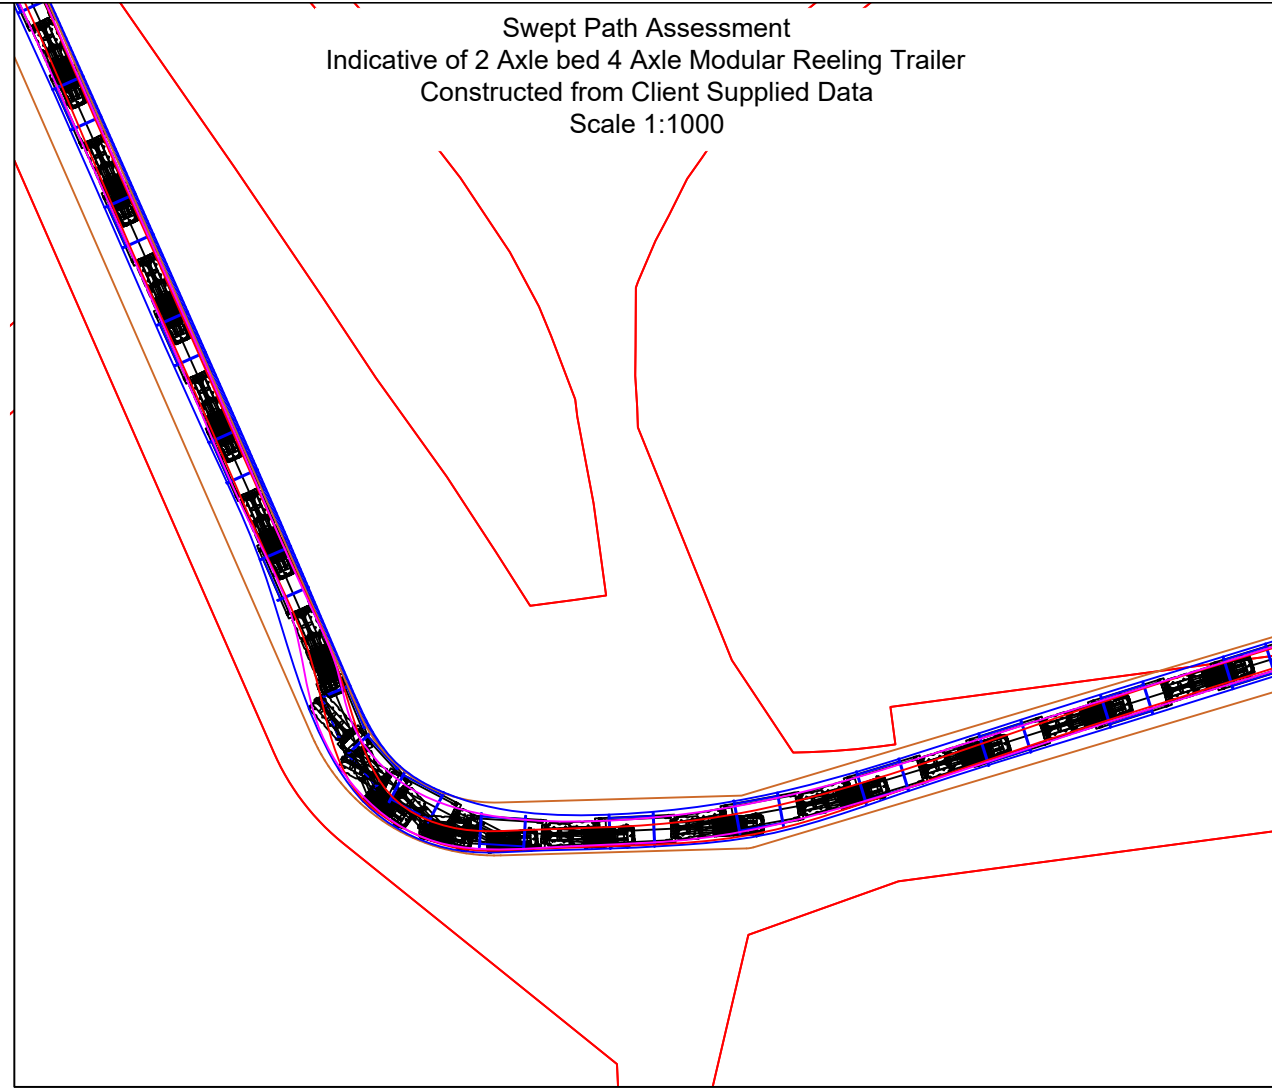 Swept Path Assessment
Indicative of 2 Axle bed 4 Axle Modular Reeling Trailer
Constructed from Client Supplied Data
Scale 1:1000